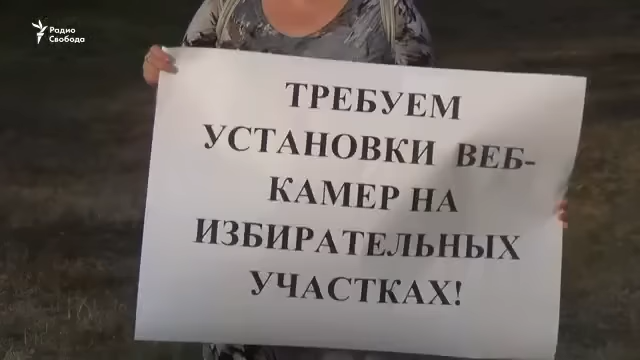 Радио
Свобода
ТРЕБУЕМ
УСТАНОВКИ ВЕБ-
КАМЕР НА
ИЗБИРАТЕЛЬНЫХ
УЧАСТКАХ!